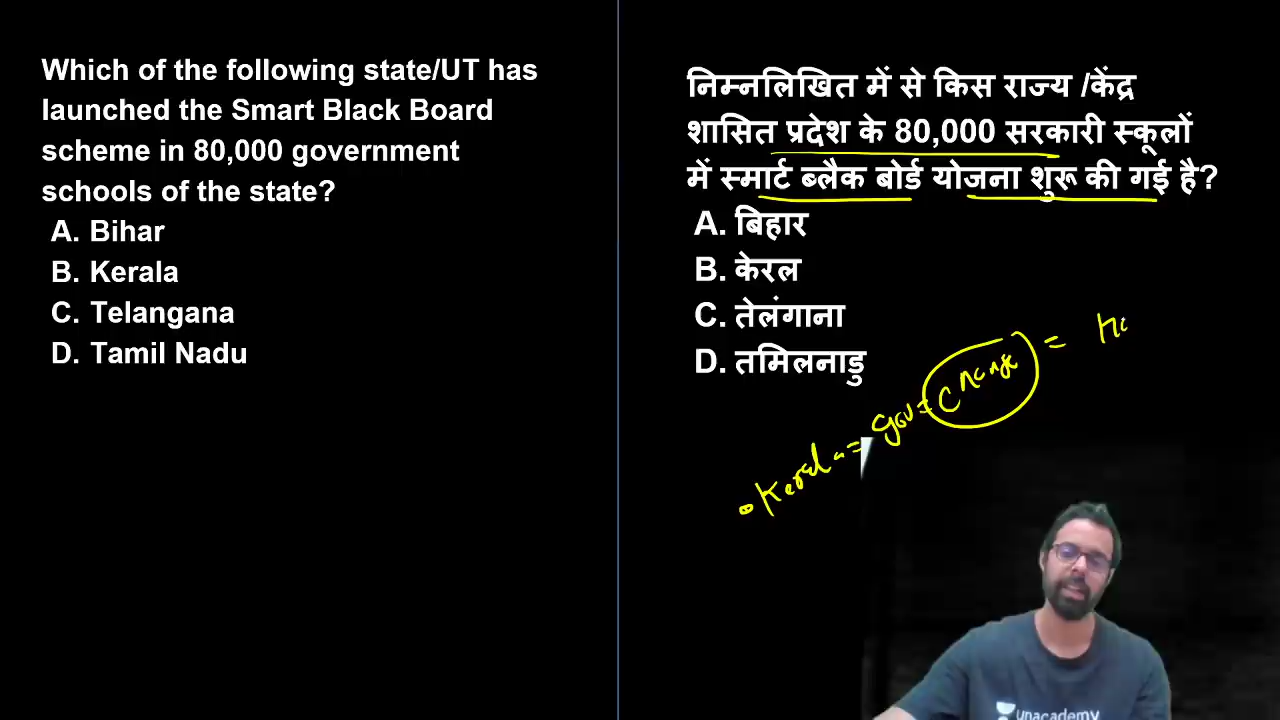 Which of the following state/UT has
launched the Smart Black Board
scheme in 80,000 government
schools of the state?
A. Bihar
B. Kerala
C. Telangana
D. Tamil Nadu
निम्नलिखित में से किस राज्य /केंद्र
शासित प्रदेश के 80,000 सरकारी स्कूलों
में स्मार्ट ब्लैक बोर्ड योजना शुरू की गई है?
A. बिहार
B. केरल
C. तेलंगाना
D. तमिलनाडु
Kerala = gov = change =
unacademy